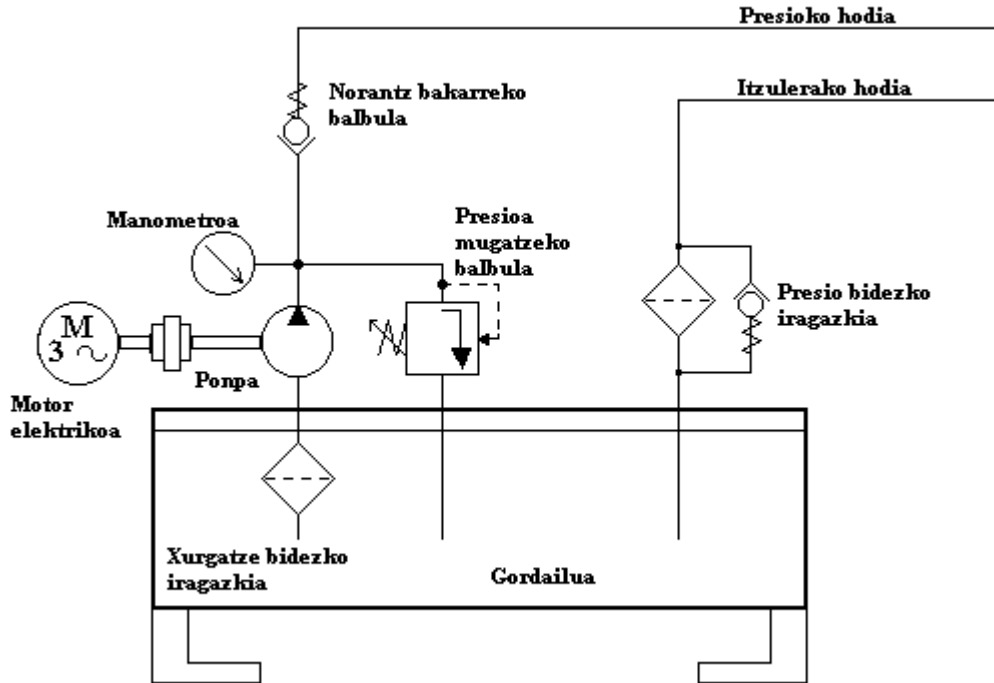 Presioko hodia
Itzulerako hodia
Norantz bakarreko
balbula
Manometroa
Presioa
mugatzeko
balbula
Presio bidezko
iragazkia
M
3
Ponpa
Motor
elektrikoa
Xurgatze bidezko
iragazkia
Gordailua